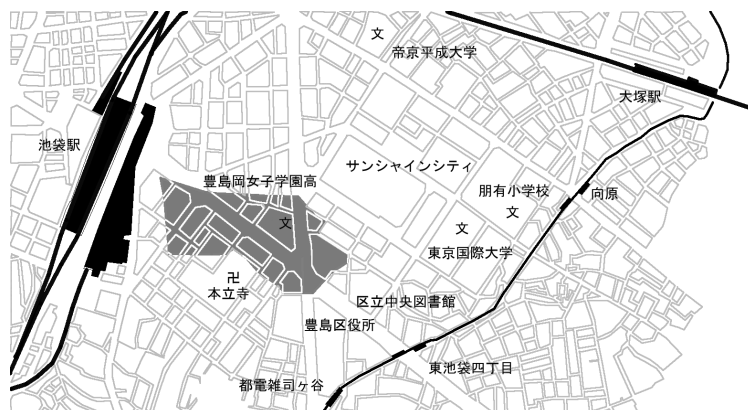 文
帝京平成大学
大塚駅
池袋駅
サンシャインシティ
豊島岡女子学園高
文
朋有小学校
文
向原
文
東京国際大学
卍
本立寺
区立中央図書館
豊島区役所
東池袋四丁目
都電雑司ヶ谷